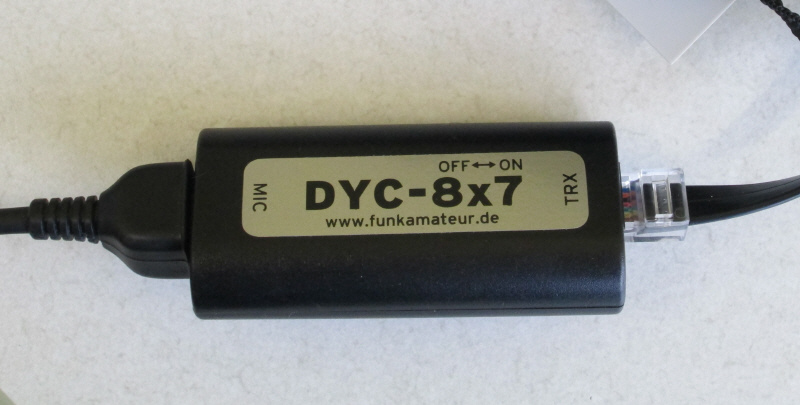 OFF↔ON
MIC
DYC-8x7
TRX
www.funkamateur.de